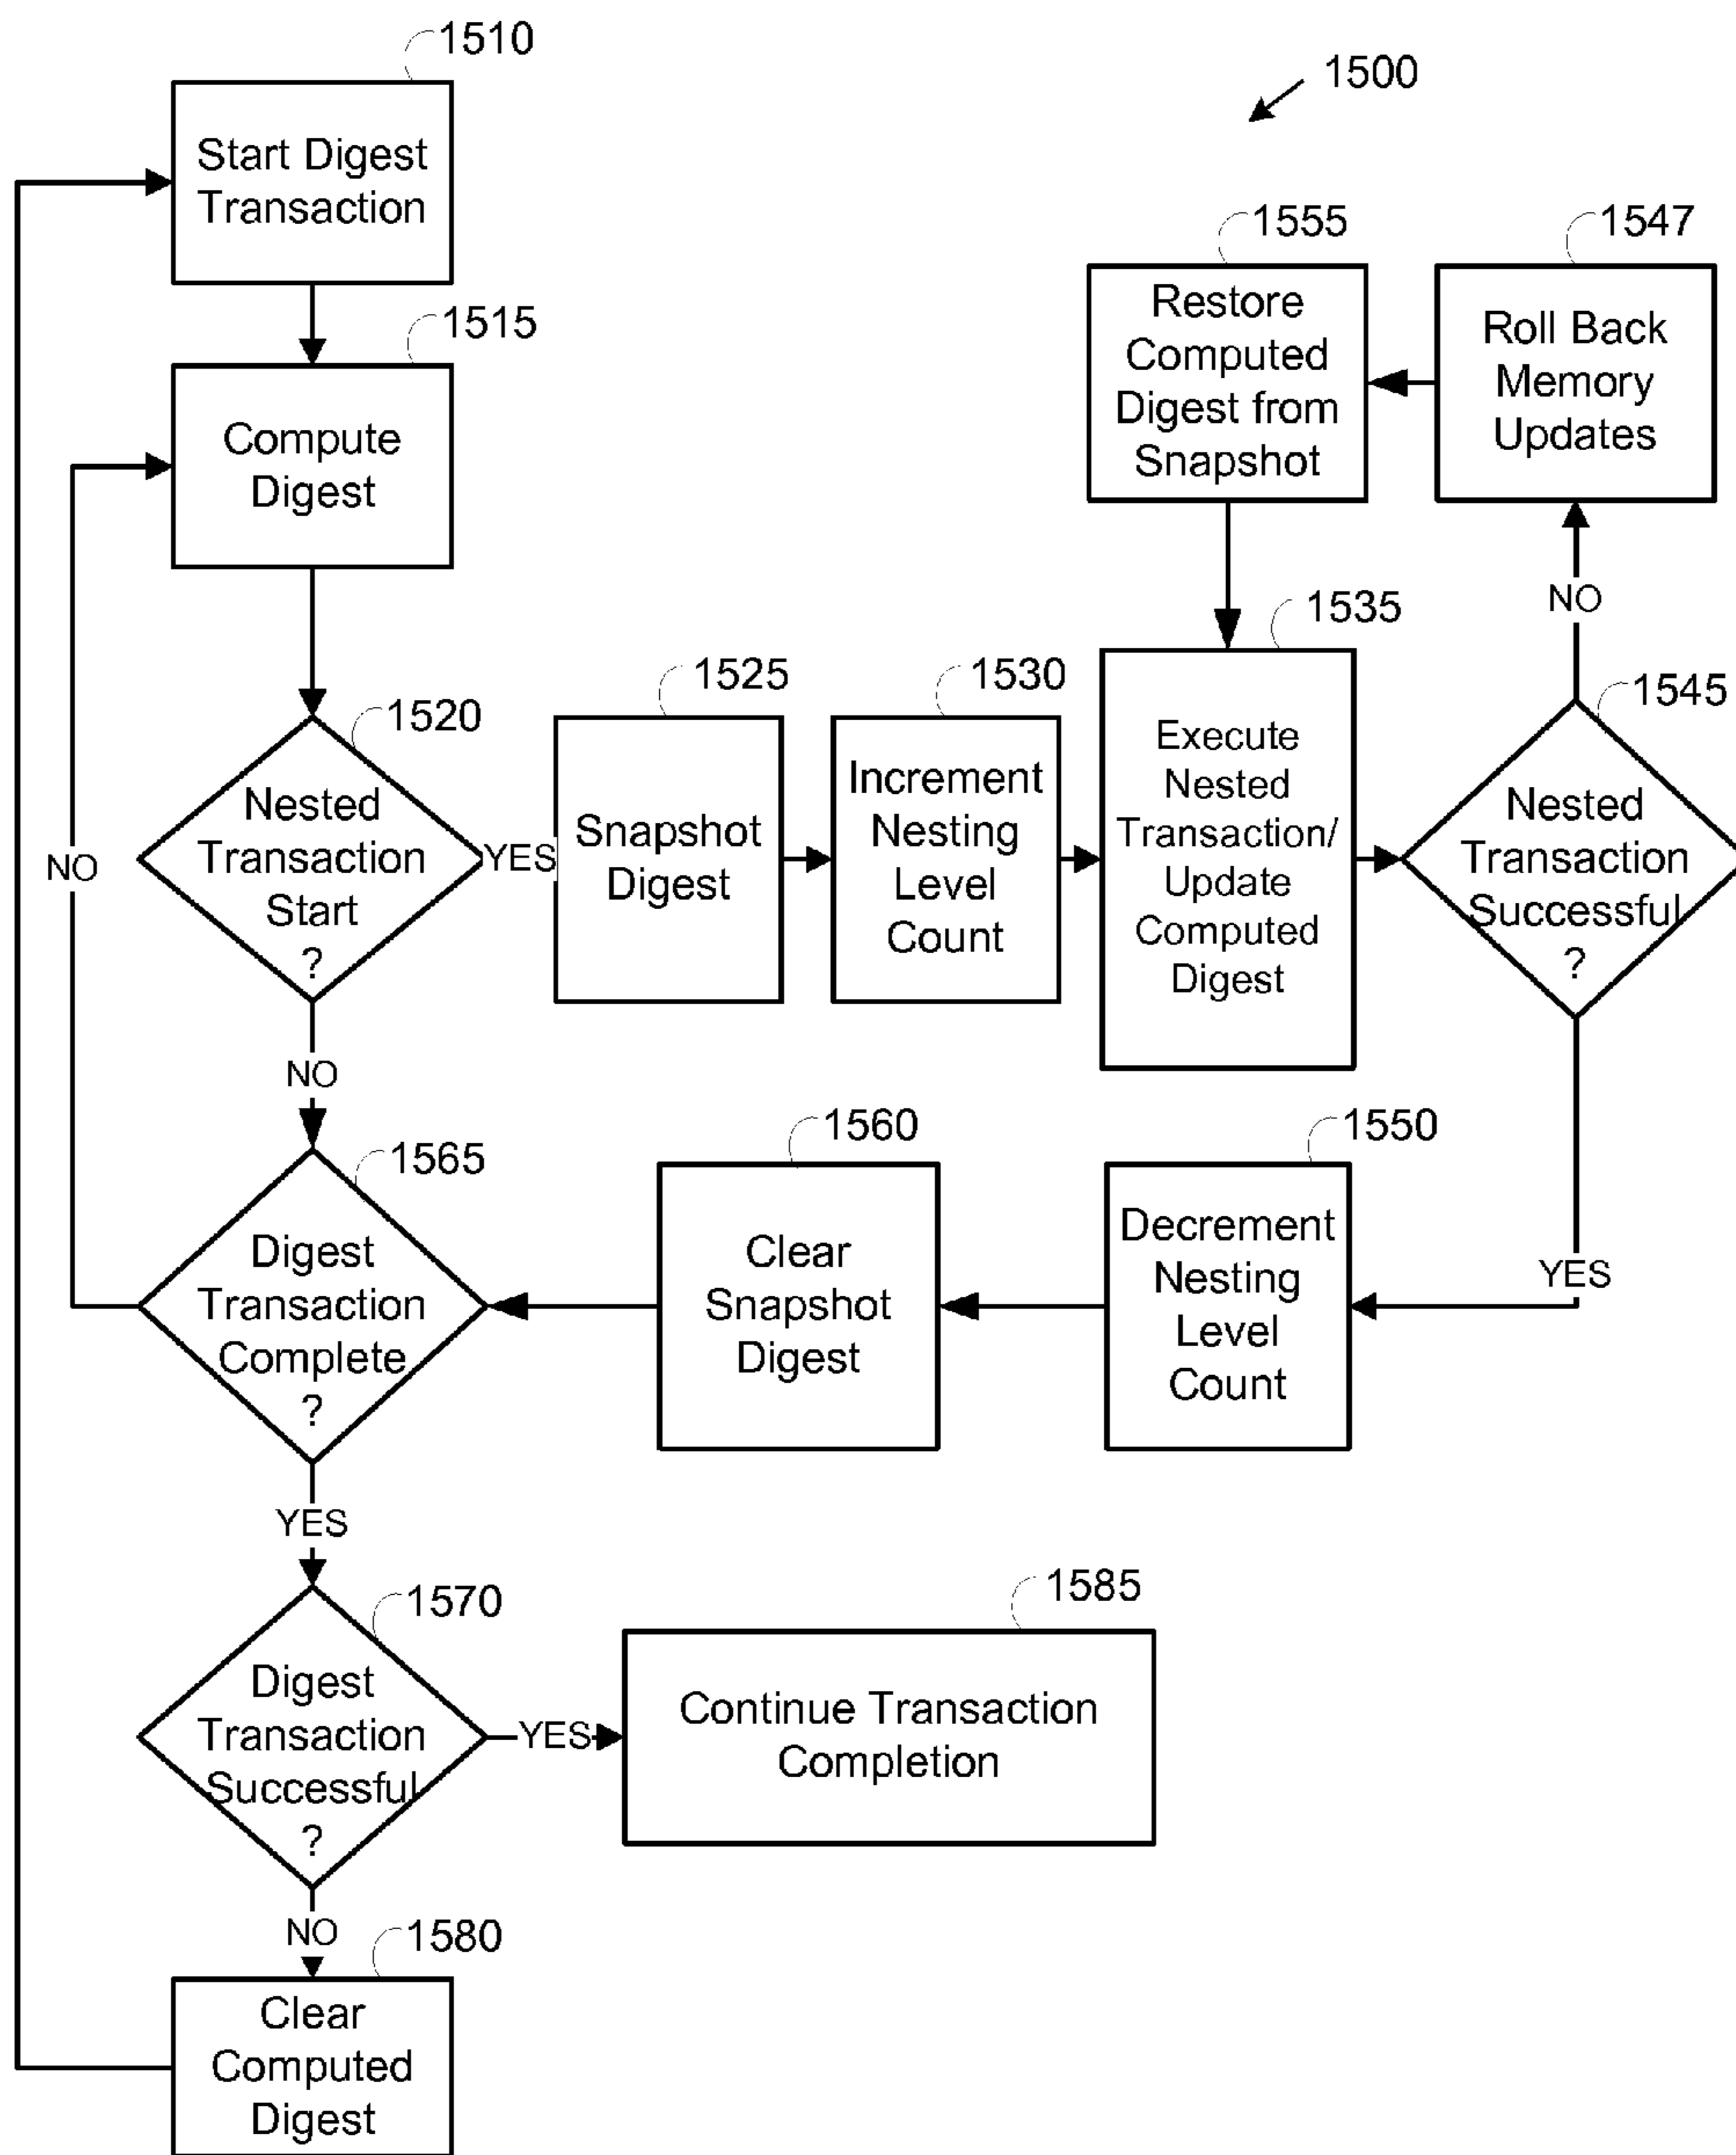 1510
1500
Start Digest
Transaction
1555
1547
Restore
Computed
Digest from
Snapshot
Roll Back
Memory
Updates
1515
Compute
Digest
NO
1535
1520
1525
1530
1545
Nested
Transaction
Start
?
YES
Snapshot
Digest
Increment
Nesting
Level
Count
Execute
Nested
Transaction/
Update
Computed
Digest
Nested
Transaction
Successful
?
NO
NO
1565
1560
1550
Digest
Transaction
Complete
?
Clear
Snapshot
Digest
Decrement
Nesting
Level
Count
YES
YES
1570
1585
Digest
Transaction
Successful
?
YES
Continue Transaction
Completion
NO
1580
Clear
Computed
Digest